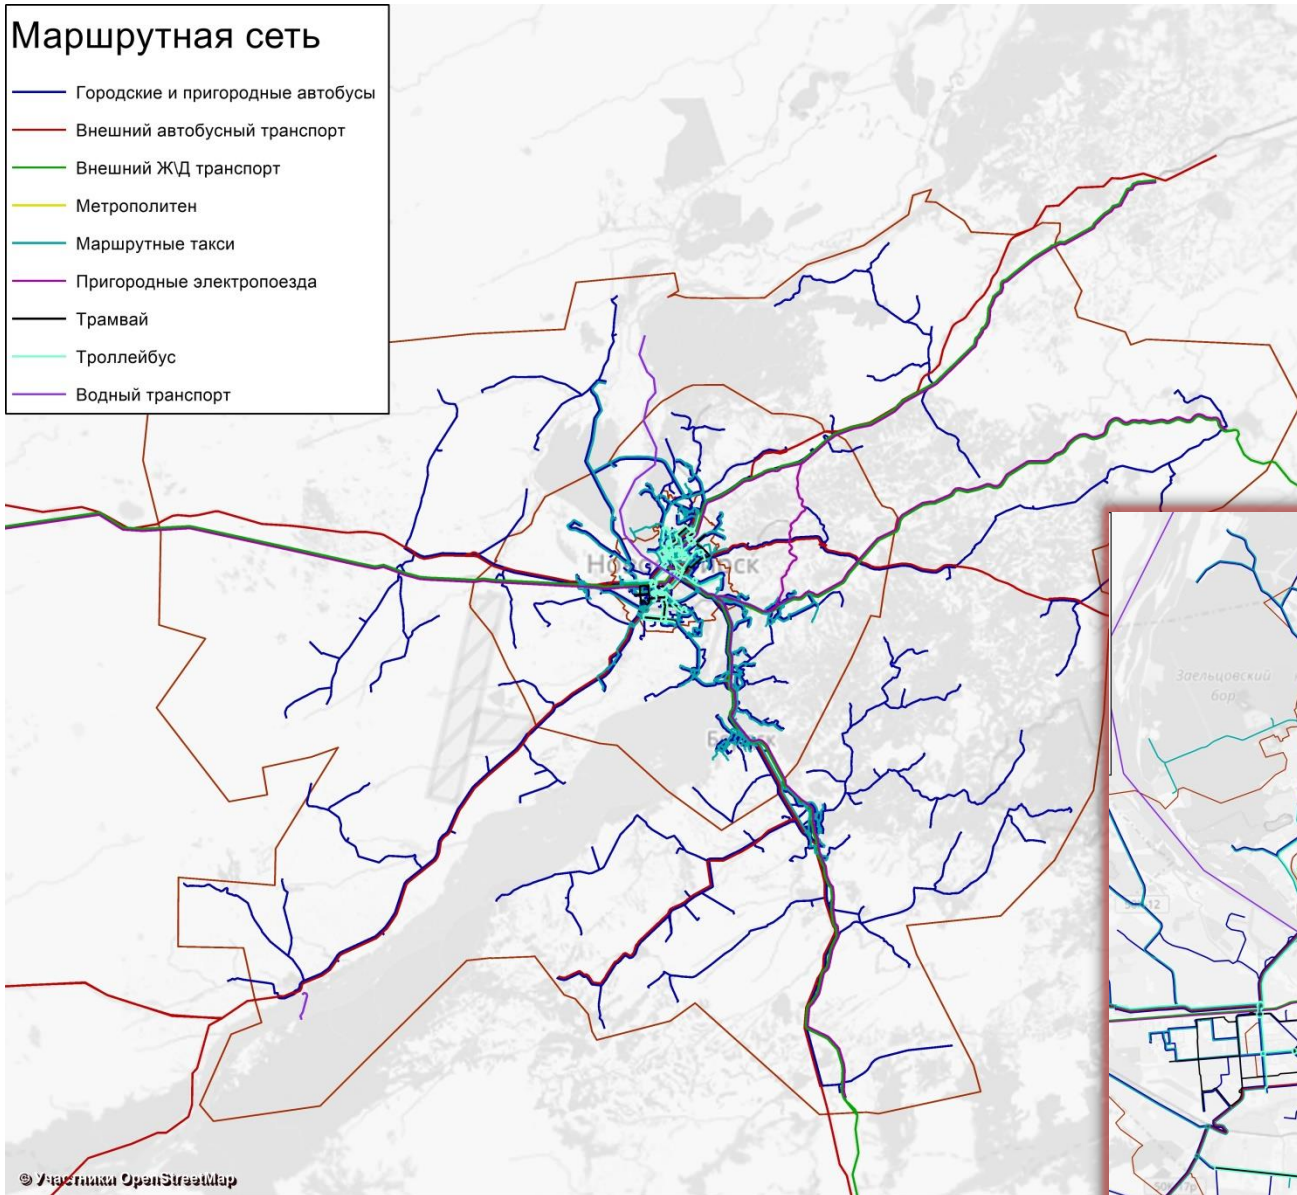 Маршрутная сеть
Городские и пригородные автобусы
Внешний автобусный транспорт
Внешний Ж\Д транспорт
Метрополитен
Маршрутные такси
Пригородные электропоезда
Трамвай
Троллейбус
Водный транспорт
Заельцовский
бор
© Участники OpenStreetMap